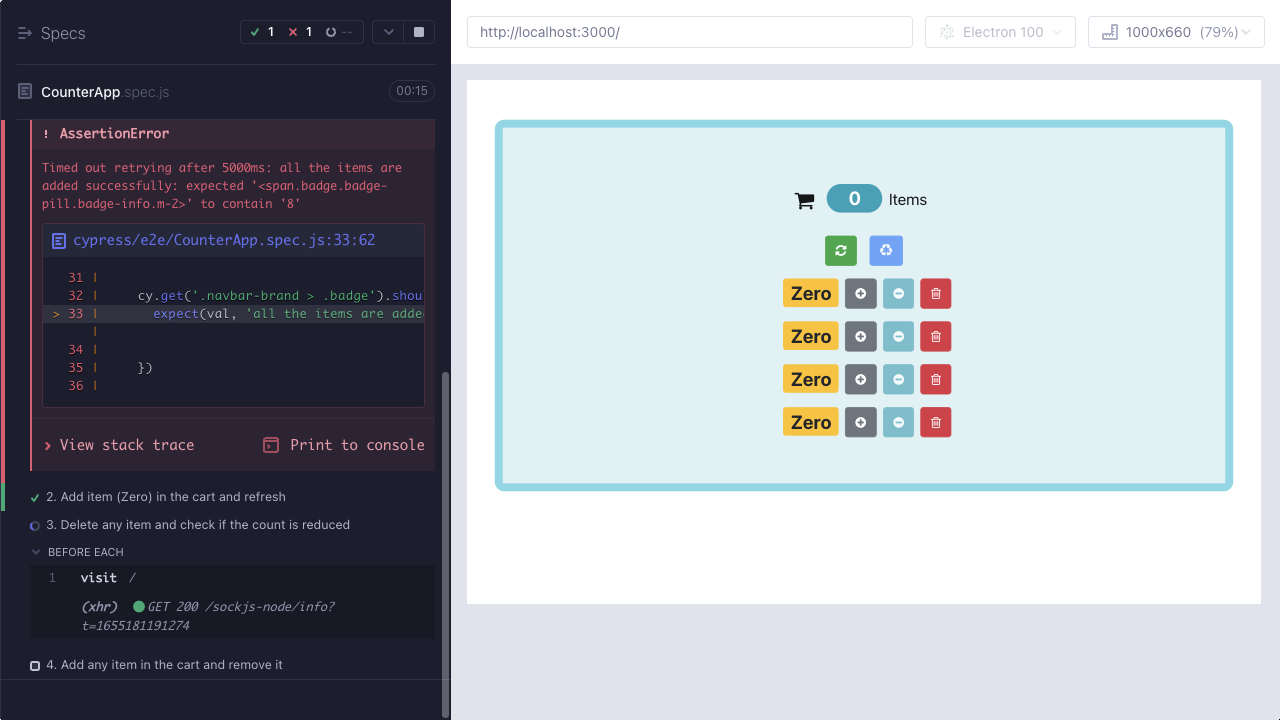 Specs
1
1
--
CounterApp.spec.js
00:15
! AssertionError
Timed out retrying after 5000ms: all the items are
added successfully: expected '<span.badge.badge-
pill.badge-info.m-2>' to contain '8'
cypress/e2e/CounterApp.spec.js:33:62
31 |
32 | cy.get('.navbar-brand > .badge').shou
> 33 | expect(val, 'all the items are adde
|
34 |
35 | })
36 |
View stack trace
Print to console
2. Add item (Zero) in the cart and refresh
3. Delete any item and check if the count is reduced
BEFORE EACH
1 visit /
(xhr) GET 200 /sockjs-node/info?
t=1655181191274
4. Add any item in the cart and remove it
http://localhost:3000/
Electron 100
1000x660 (79%)
0 Items
Zero
Zero
Zero
Zero